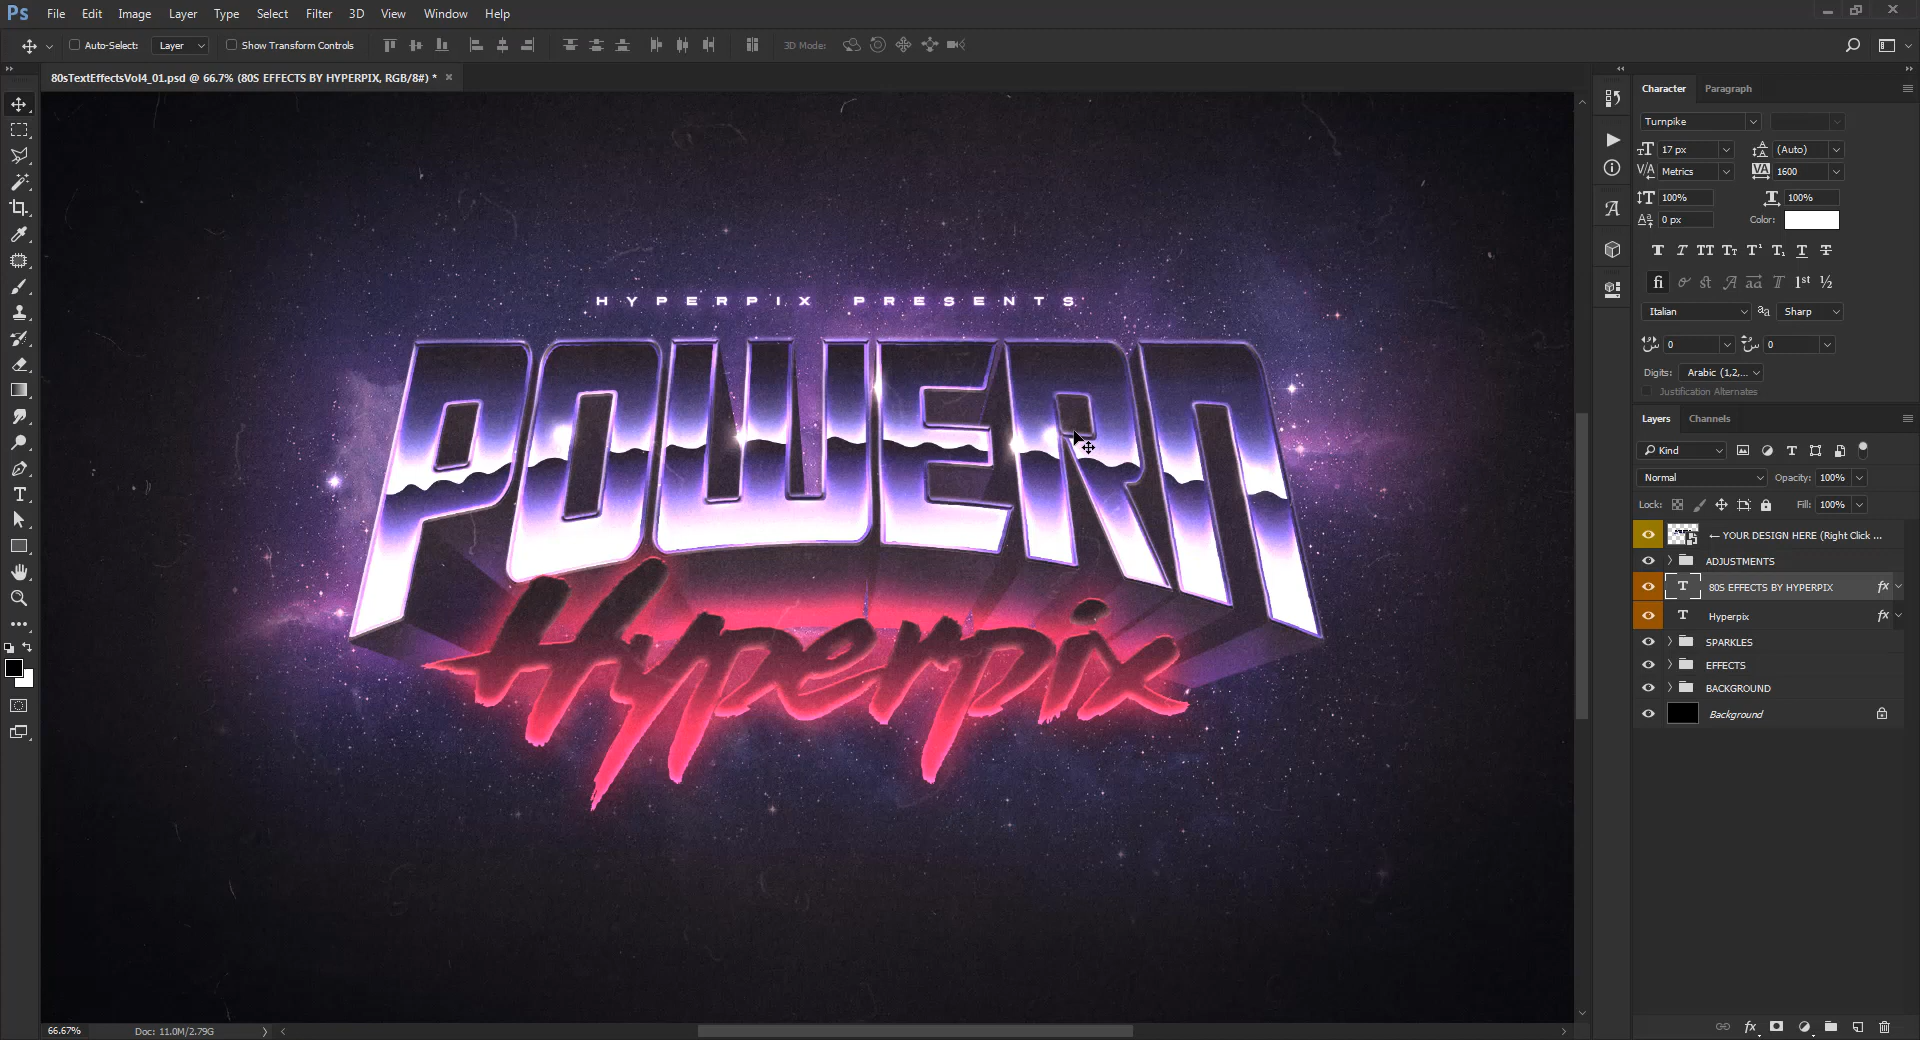 Ps File Edit Image Layer Type Select Filter 3D View Window Help
Auto-Select: Layer Show Transform Controls 3D Mode:
80sTextEffectsVol4_01.psd @ 66.7% (80S EFFECTS BY HYPERPIX, RGB/8#) *
HYPERPIX PRESENTS
POWERN
Hyperpix
66.67% Doc: 11.0M/2.79G
Character Paragraph
Turnpike
17 px (Auto)
Metrics 1600
100% 100%
0 px Color:
Italian Sharp
0 0
Digits: Arabic (1,2,...
Justification Alternates
Layers Channels
Kind
Normal Opacity: 100%
Lock: Fill: 100%
← YOUR DESIGN HERE (Right Click ...
ADJUSTMENTS
80S EFFECTS BY HYPERPIX fx
Hyperpix fx
SPARKLES
EFFECTS
BACKGROUND
Background
fx